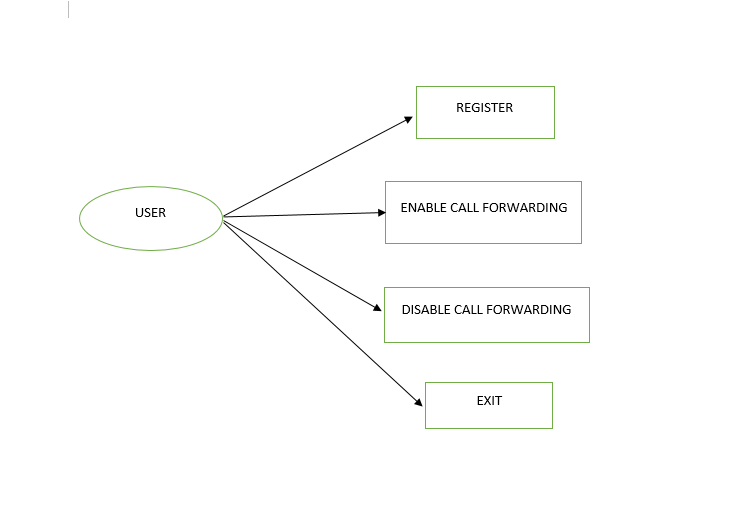 REGISTER
USER
ENABLE CALL FORWARDING
DISABLE CALL FORWARDING
EXIT